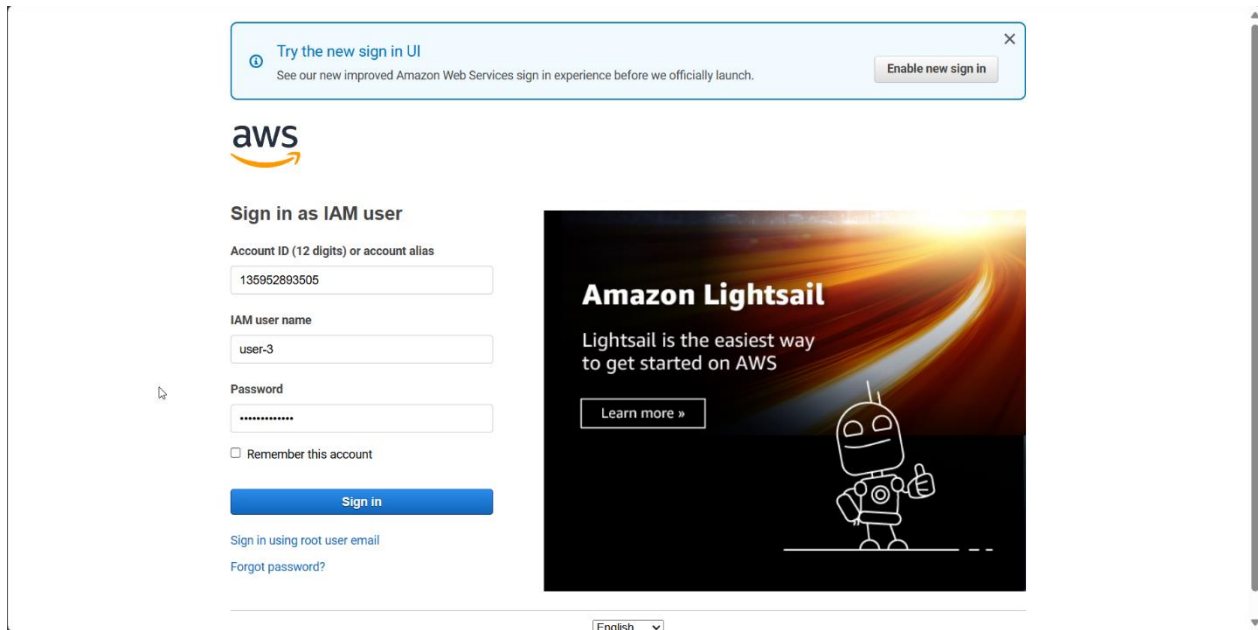 Try the new sign in UI
See our new improved Amazon Web Services sign in experience before we officially launch.
Enable new sign in
aws
Sign in as IAM user
Account ID (12 digits) or account alias
135952893505
IAM user name
user-3
Password
•••••••••••••
Remember this account
Sign in
Sign in using root user email
Forgot password?
Amazon Lightsail
Lightsail is the easiest way
to get started on AWS
Learn more »
English